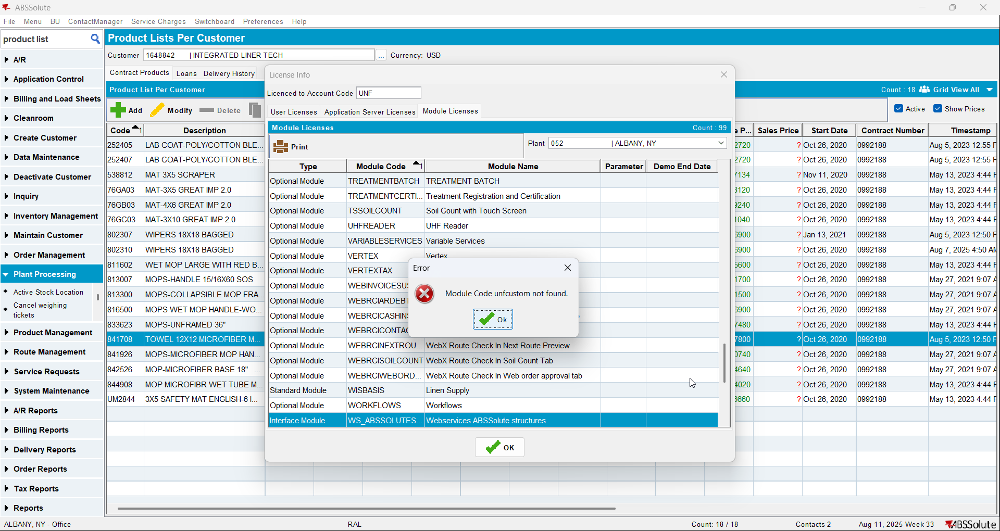 ABSSolute
File Menu BU ContactManager Service Charges Switchboard Preferences Help
product list
Product Lists Per Customer
Customer 1648842 | INTEGRATED LINER TECH ... Currency: USD
Contract Products Loans Delivery History
Product List Per Customer
Count : 18 Grid View All
Add Modify Delete
Active Show Prices
Code 1 Description
e P... Sales Price Start Date Contract Number Timestamp
252405 LAB COAT-POLY/COTTON BLE... 2720 ? Oct 26, 2020 0992188 Aug 5, 2023 12:55 P
252407 LAB COAT-POLY/COTTON BLE... 2720 ? Oct 26, 2020 0992188 Aug 5, 2023 12:55 P
538812 MAT 3X5 SCRAPER 7134 ? Nov 11, 2020 0992188 May 13, 2023 4:44 P
76GA03 MAT-3X5 GREAT IMP 2.0 3120 ? Oct 26, 2020 0992188 May 13, 2023 4:44 P
76GB03 MAT-4X6 GREAT IMP 2.0 9240 ? Oct 26, 2020 0992188 May 13, 2023 4:44 P
76GC03 MAT-3X10 GREAT IMP 2.0 1040 ? Oct 26, 2020 0992188 May 13, 2023 4:44 P
802307 WIPERS 18X18 BAGGED 6900 ? Jan 13, 2021 0992188 Aug 5, 2023 12:50 P
802310 WIPERS 18X18 BAGGED 6900 ? Oct 26, 2020 0992188 Aug 7, 2025 4:50 AM
811602 WET MOP LARGE WITH RED B... 5600 ? Oct 26, 2020 0992188 May 13, 2023 4:44 P
813007 MOPS-HANDLE 15/16X60 SOS 1700 ? Oct 26, 2020 0992188 May 27, 2021 9:07 A
813300 MOPS-COLLAPSIBLE MOP FRA... 1500 ? Oct 26, 2020 0992188 May 27, 2021 9:07 A
816500 MOPS WET MOP HANDLE-WO... 6900 ? Oct 26, 2020 0992188 May 27, 2021 9:07 A
833623 MOPS-UNFRAMED 36" 7480 ? Oct 26, 2020 0992188 May 13, 2023 4:44 P
841708 TOWEL 12X12 MICROFIBER M... 7800 ? Oct 26, 2020 0992188 Aug 5, 2023 12:50 P
841926 MOPS-MICROFIBER MOP HAN... 0740 ? Oct 26, 2020 0992188 May 27, 2021 9:07 A
842526 MOP-MICROFIBER BASE 18" ... 4640 ? Oct 26, 2020 0992188 May 27, 2021 9:07 A
844908 MOP MICROFIBR WET TUBE M... 4020 ? Oct 26, 2020 0992188 May 13, 2023 4:44 P
UM2844 3X5 SAFETY MAT ENGLISH-6 I... 6660 ? Oct 26, 2020 0992188 May 13, 2023 4:44 P
A/R
Application Control
Billing and Load Sheets
Cleanroom
Create Customer
Data Maintenance
Deactivate Customer
Inquiry
Inventory Management
Maintain Customer
Order Management
Plant Processing
Active Stock Location
Cancel weighing
tickets
Product Management
Route Management
Service Requests
System Maintenance
A/R Reports
Billing Reports
Delivery Reports
Order Reports
Tax Reports
Reports
License Info
Licenced to Account Code UNF
User Licenses Application Server Licenses Module Licenses
Module Licenses Count : 99
Print
Plant 052 | ALBANY, NY
Type Module Code 1 Module Name Parameter Demo End Date
Optional Module TREATMENTBATCH TREATMENT BATCH
Optional Module TREATMENTCERTI... Treatment Registration and Certification
Optional Module TSSOILCOUNT Soil Count with Touch Screen
Optional Module UHFREADER UHF Reader
Optional Module VARIABLESERVICES Variable Services
Optional Module VERTEX Vertex
Optional Module VERTEXTAX
Optional Module WEBINVOICESUS
Optional Module WEBRCIARDEBT
Optional Module WEBRCICASHINS
Optional Module WEBRCICONTAC
Optional Module WEBRCINEXTROU... WebX Route Check In Next Route Preview
Optional Module WEBRCISOILCOUNT WebX Route Check In Soil Count Tab
Optional Module WEBRCIWEBORD... WebX Route Check In Web order approval tab
Standard Module WISBASIS Linen Supply
Optional Module WORKFLOWS Workflows
Interface Module WS_ABSSOLUTES... Webservices ABSSolute structures
OK
Error
Module Code unfcustom not found.
Ok
ALBANY, NY - Office RAL Count: 18 / 18 Contacts 2 Aug 11, 2025 Week 33 ABSSolute